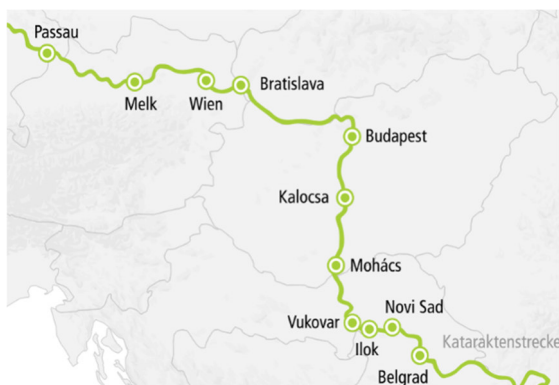 Passau
Melk
Wien
Bratislava
Budapest
Kalocsa
Mohács
Vukovar
Ilok
Novi Sad
Kataraktenstrecke
Belgrad